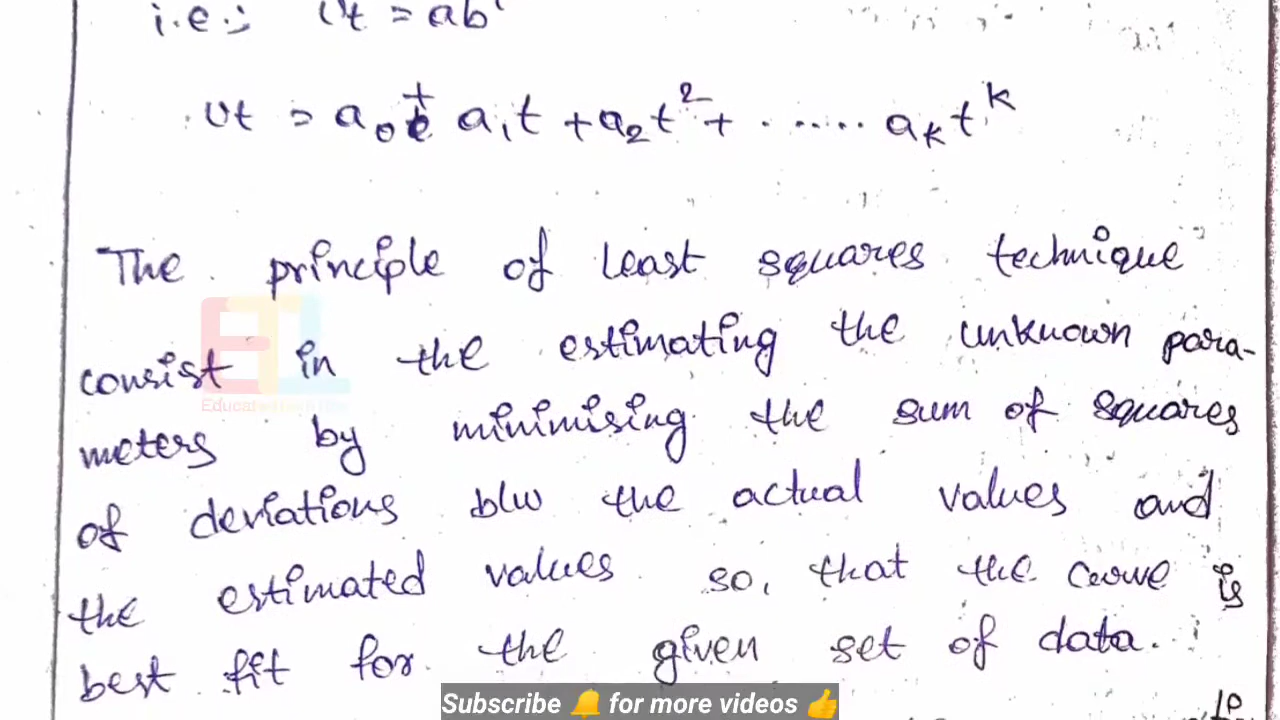 i.e:- Ut = ab^t
Ut = a₀ + a₁t + a₂t² + ...... aₖt^k
The principle of least squares technique
consist in the estimating the unknown para-
meters by minimising the sum of squares
of deviations b/w the actual values and
the estimated values so, that the curve is
best fit for the given set of data.
Subscribe 🔔 for more videos 👍